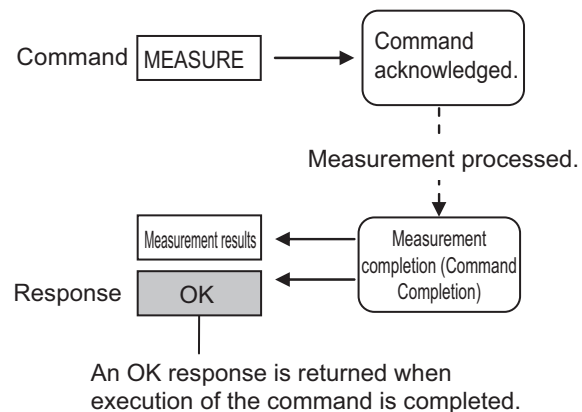 Command
MEASURE
Command
acknowledged.
Measurement processed.
Measurement results
Measurement
completion (Command
Completion)
Response
OK
An OK response is returned when
execution of the command is completed.